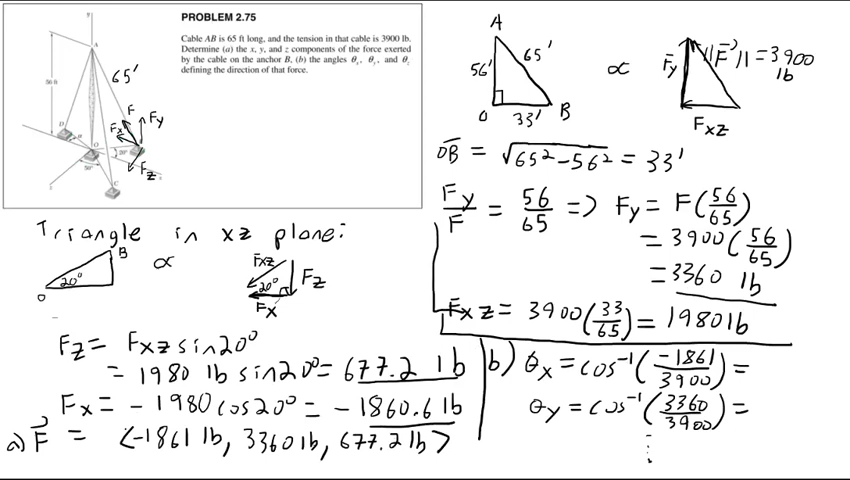 PROBLEM 2.75
Cable AB is 65 ft long, and the tension in that cable is 3900 lb.
Determine (a) the x, y, and z components of the force exerted
by the cable on the anchor B, (b) the angles θx, θy, and θz
defining the direction of that force.
y
A
65'
56 ft
F
Fy
Fx
Fz
D
α
O
20°
50°
C
z
x
A
56'
65'
O
33'
B
∝
Fy
||F⃗|| = 3900
lb
Fxz
OB = √65² - 56² = 33'
Fy/F = 56/65 => Fy = F(56/65)
= 3900(56/65)
= 3360 lb
Fxz = 3900(33/65) = 1980 lb
Triangle in xz plane:
B
20°
O
∝
Fxz
20°
Fz
Fx
Fz = Fxz sin20°
= 1980 lb sin20° = 677.2 lb
Fx = -1980 cos20° = -1860.6 lb
a) F⃗ = <-1861 lb, 3360 lb, 677.2 lb>
b) θx = cos⁻¹(-1861/3900) =
θy = cos⁻¹(3360/3900) =
⋮